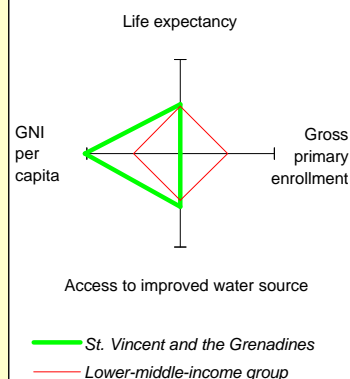 Life expectancy
GNI
per
capita
Gross
primary
enrollment
Access to improved water source
St. Vincent and the Grenadines
Lower-middle-income group